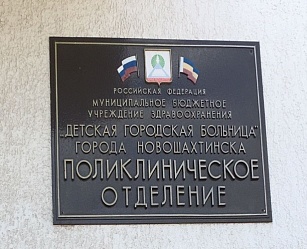 РОССИЙСКАЯ ФЕДЕРАЦИЯ
МУНИЦИПАЛЬНОЕ БЮДЖЕТНОЕ
УЧРЕЖДЕНИЕ ЗДРАВООХРАНЕНИЯ
„ДЕТСКАЯ ГОРОДСКАЯ БОЛЬНИЦА"
ГОРОДА НОВОШАХТИНСКА
ПОЛИКЛИНИЧЕСКОЕ
ОТДЕЛЕНИЕ